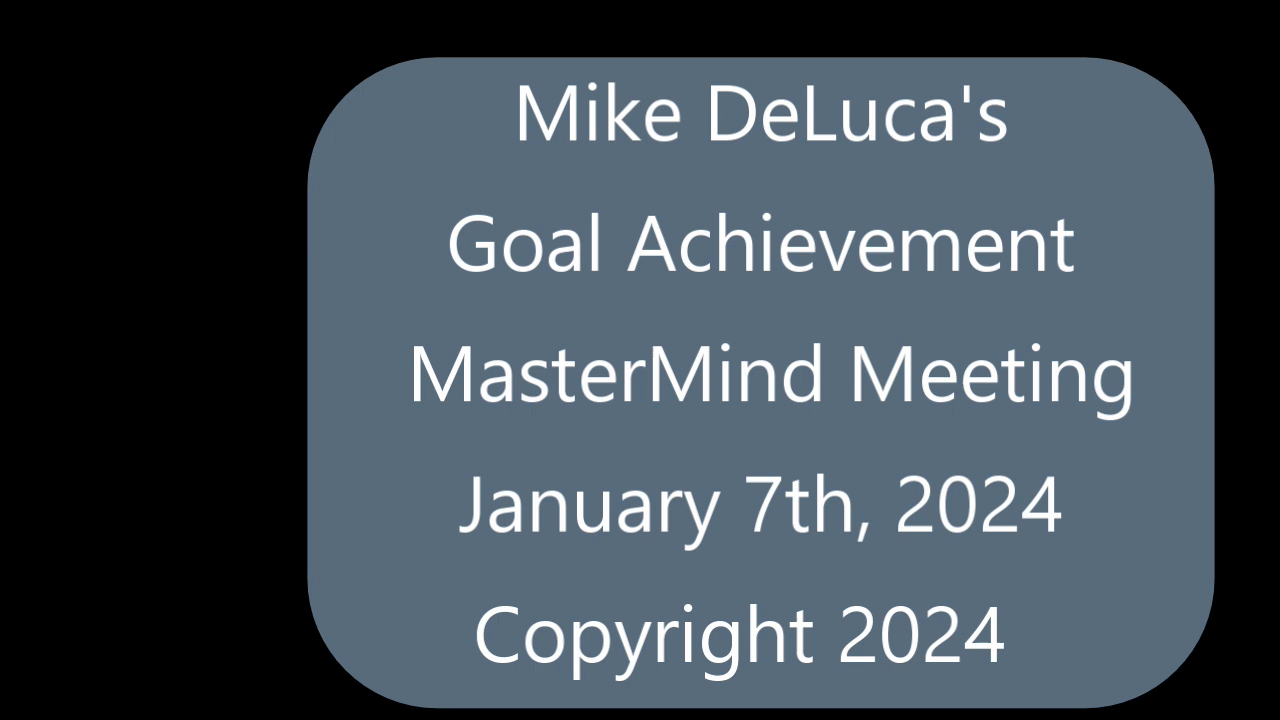 Mike DeLuca's
Goal Achievement
MasterMind Meeting
January 7th, 2024
Copyright 2024